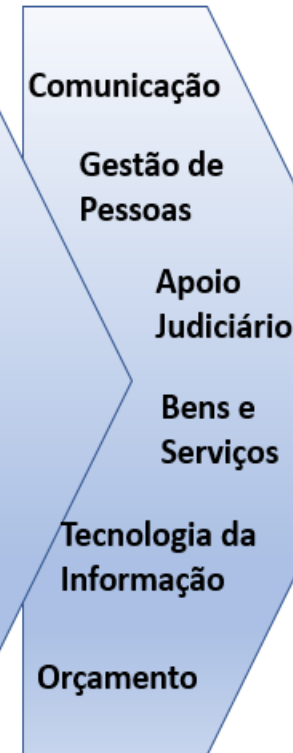 Comunicação
Gestão de
Pessoas
Apoio
Judiciário
Bens e
Serviços
Tecnologia da
Informação
Orçamento